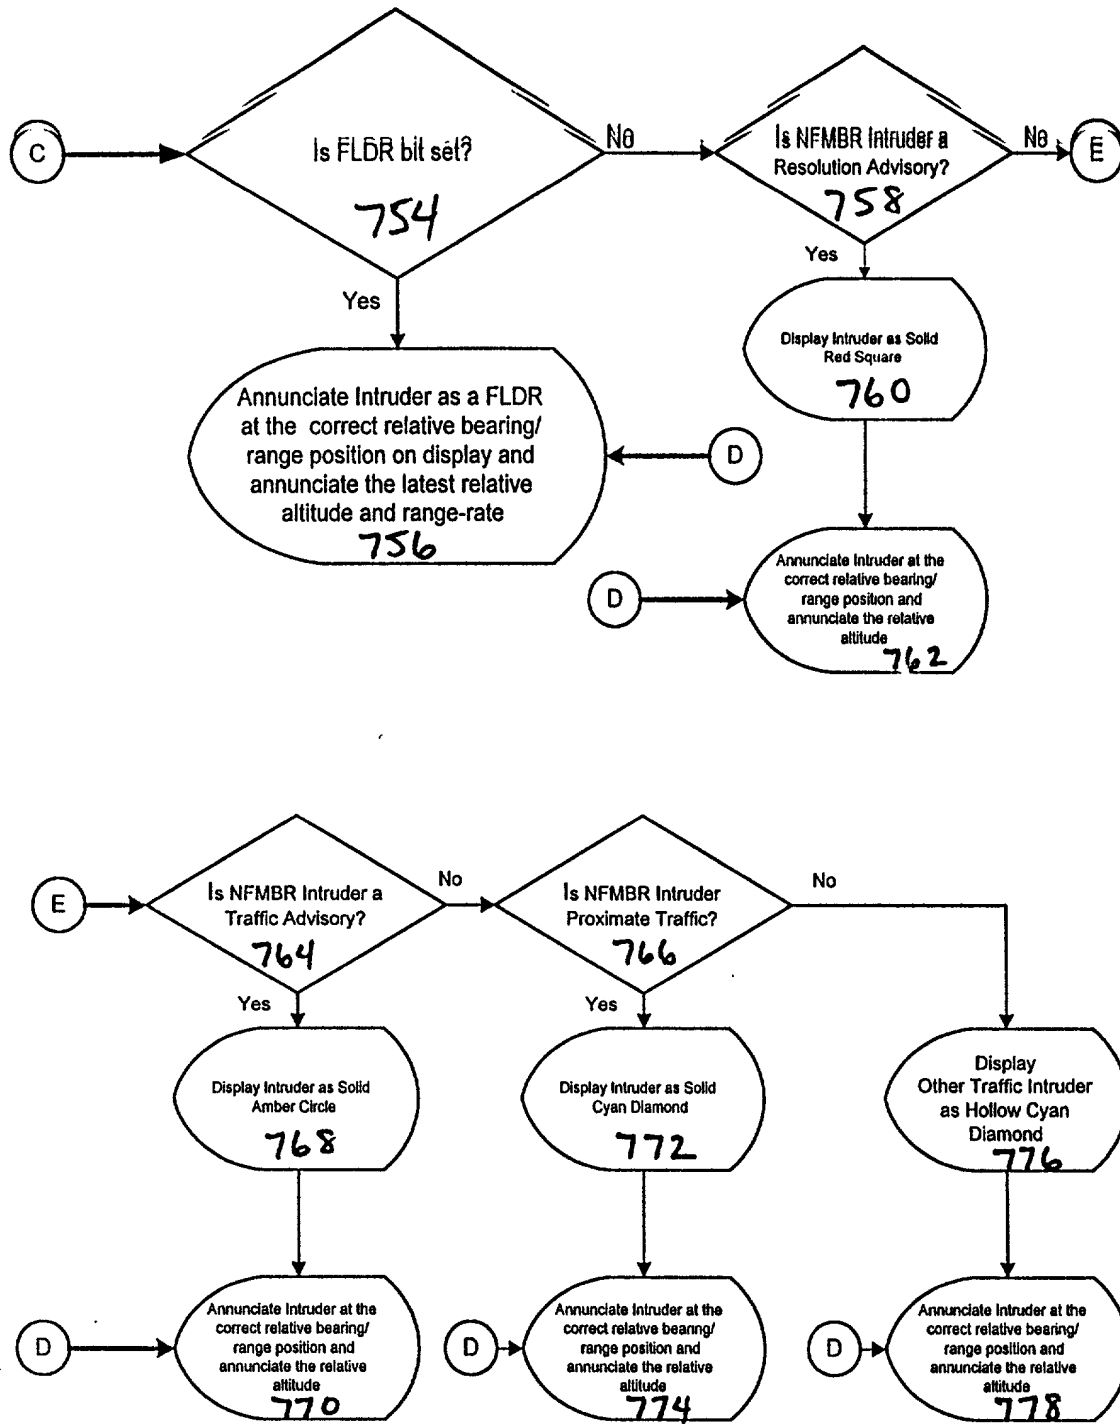 C
Is FLDR bit set?
754
No
Is NFMBR Intruder a
Resolution Advisory?
758
No
E
Yes
Yes
Annunciate Intruder as a FLDR
at the correct relative bearing/
range position on display and
annunciate the latest relative
altitude and range-rate
756
D
Display Intruder as Solid
Red Square
760
D
Annunciate Intruder at the
correct relative bearing/
range position and
annunciate the relative
altitude
762
E
Is NFMBR Intruder a
Traffic Advisory?
764
No
Is NFMBR Intruder
Proximate Traffic?
766
No
Yes
Yes
Display Intruder as Solid
Amber Circle
768
Display Intruder as Solid
Cyan Diamond
772
Display
Other Traffic Intruder
as Hollow Cyan
Diamond
776
D
Annunciate Intruder at the
correct relative bearing/
range position and
annunciate the relative
altitude
770
D
Annunciate Intruder at the
correct relative bearing/
range position and
annunciate the relative
altitude
774
D
Annunciate Intruder at the
correct relative bearing/
range position and
annunciate the relative
altitude
778